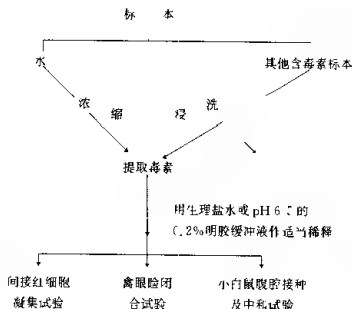 标 本
水 其他含毒素标本
浓 缩 浸 洗
提取毒素
用生理盐水或 pH 6 的
0.2%明胶缓冲液作适当稀释
间接红细胞 禽眼睑闭 小白鼠腹腔接种
凝集试验 合试验 及中和试验